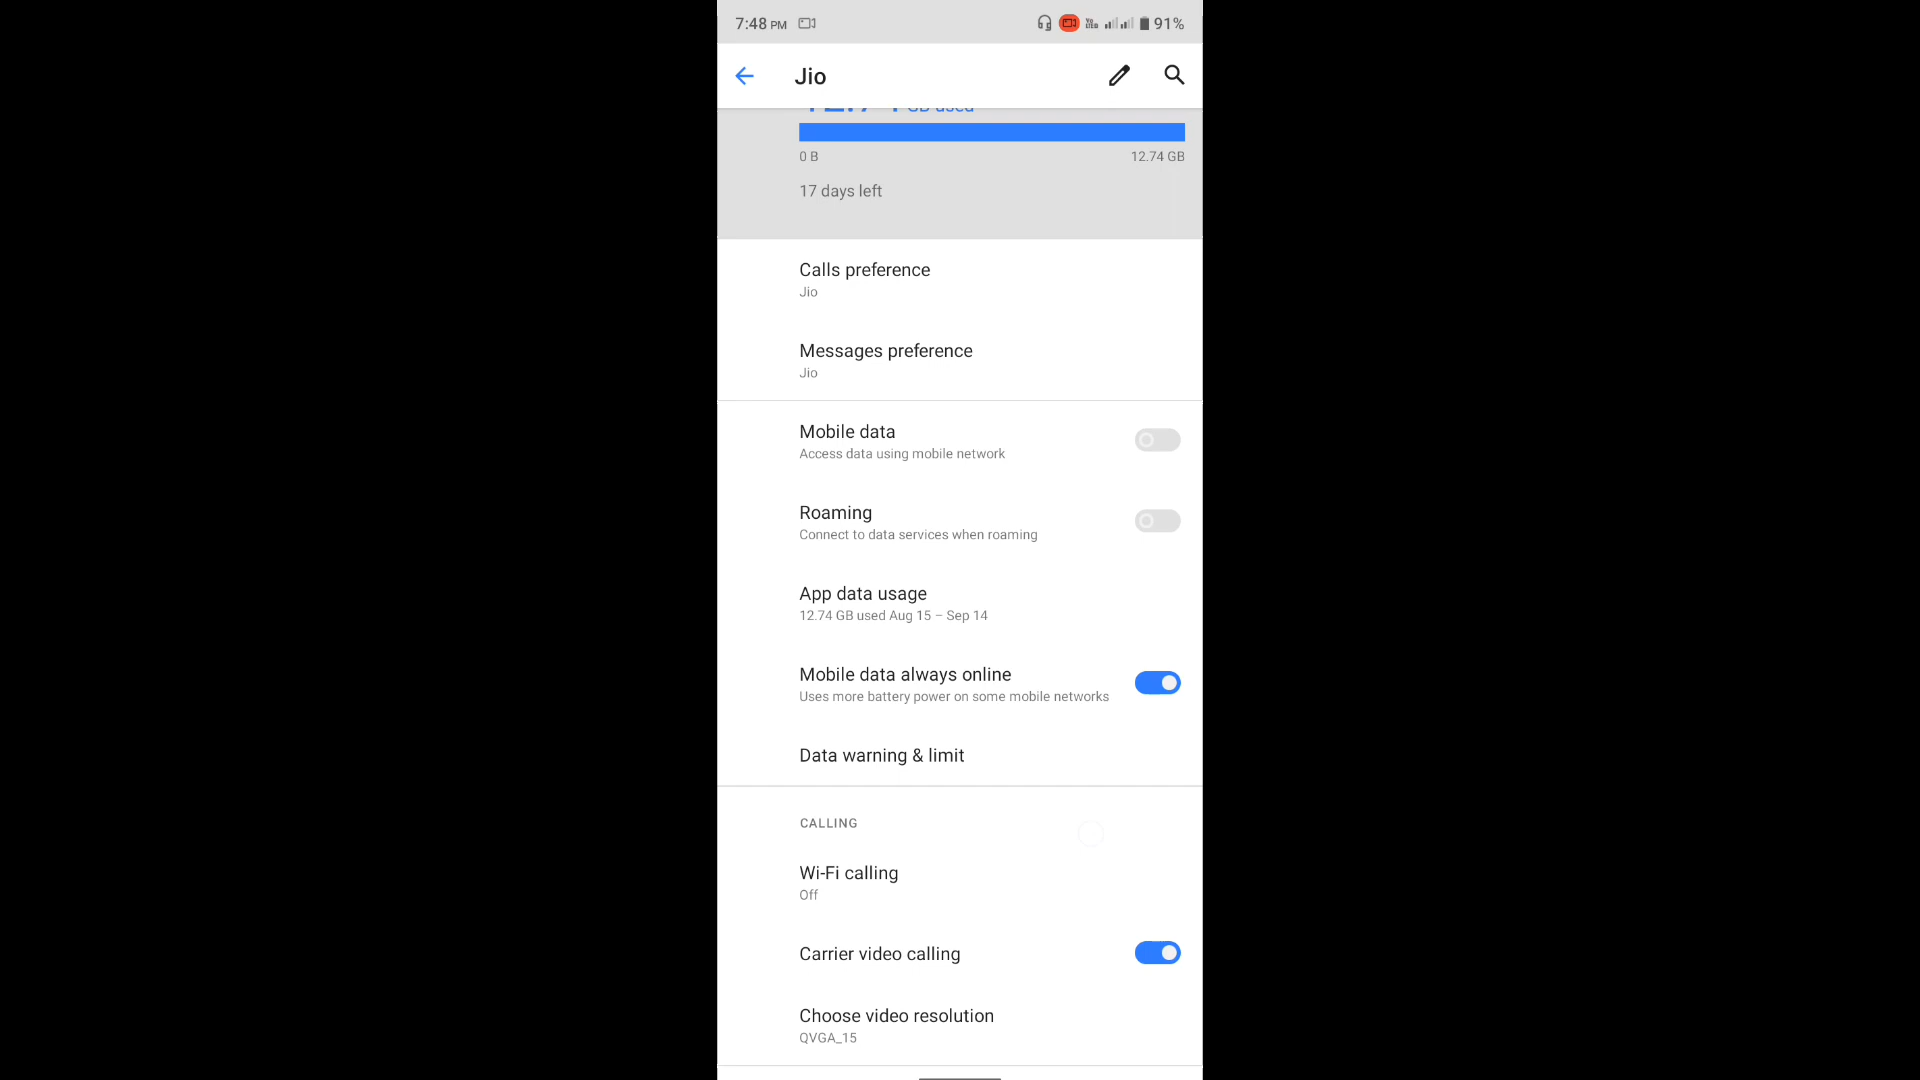 7:48 PM
91%
Jio
GB used
0 B
12.74 GB
17 days left
Calls preference
Jio
Messages preference
Jio
Mobile data
Access data using mobile network
Roaming
Connect to data services when roaming
App data usage
12.74 GB used Aug 15 – Sep 14
Mobile data always online
Uses more battery power on some mobile networks
Data warning & limit
CALLING
Wi-Fi calling
Off
Carrier video calling
Choose video resolution
QVGA_15